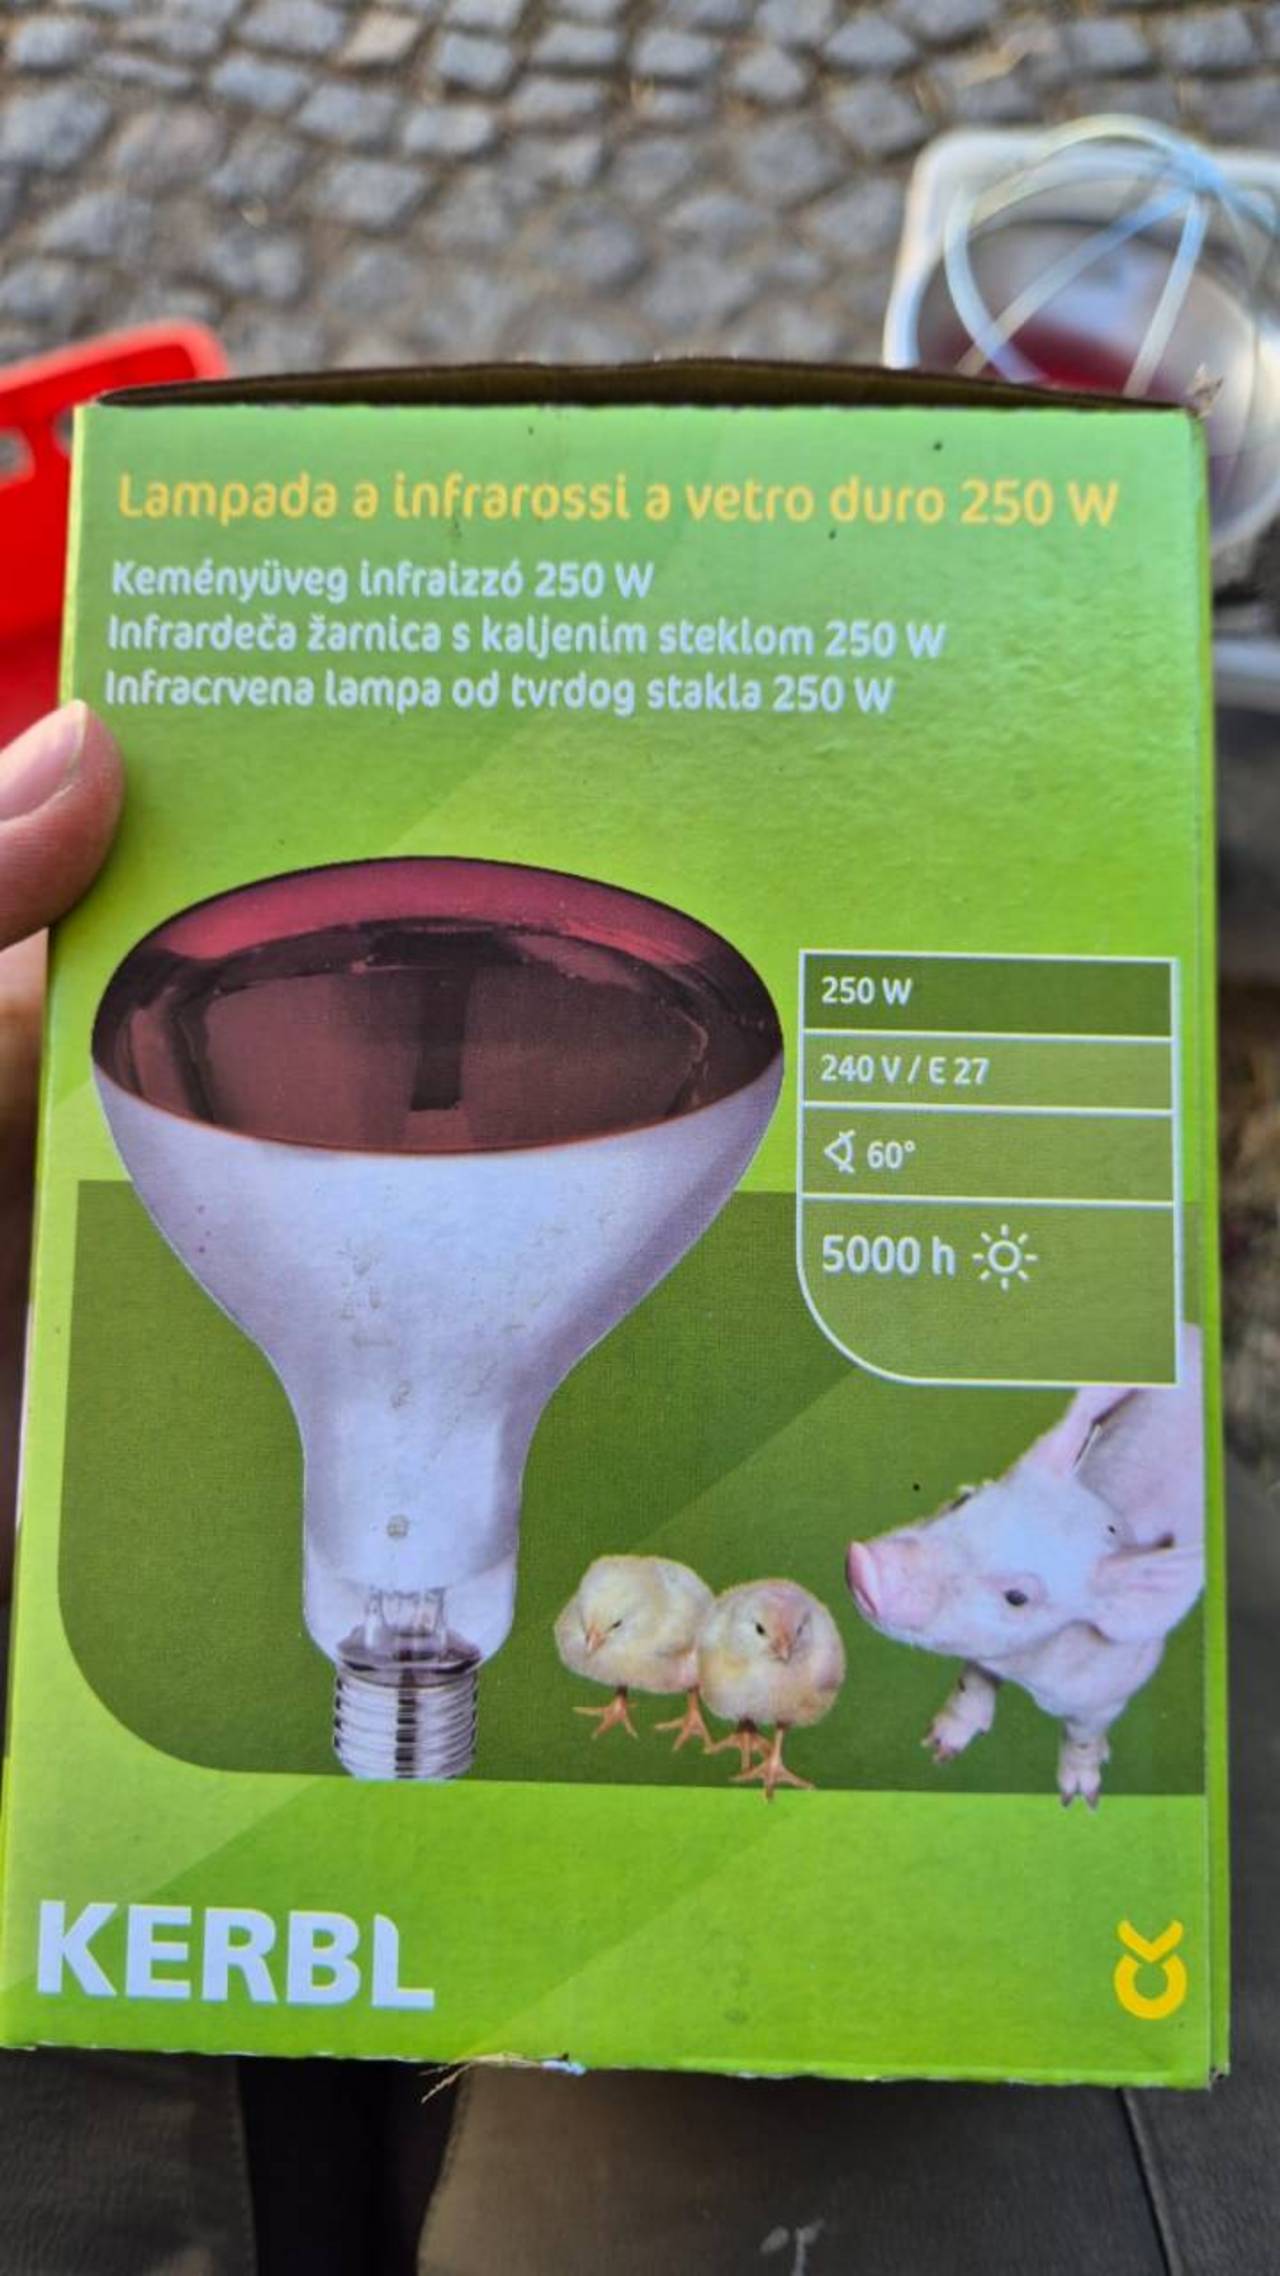 Lampada a infrarossi a vetro duro 250 W
Keményüveg infraizzó 250 W
Infrardeča žarnica s kaljenim steklom 250 W
Infracrvena lampa od tvrdog stakla 250 W
250 W
240 V / E 27
60°
5000 h
KERBL